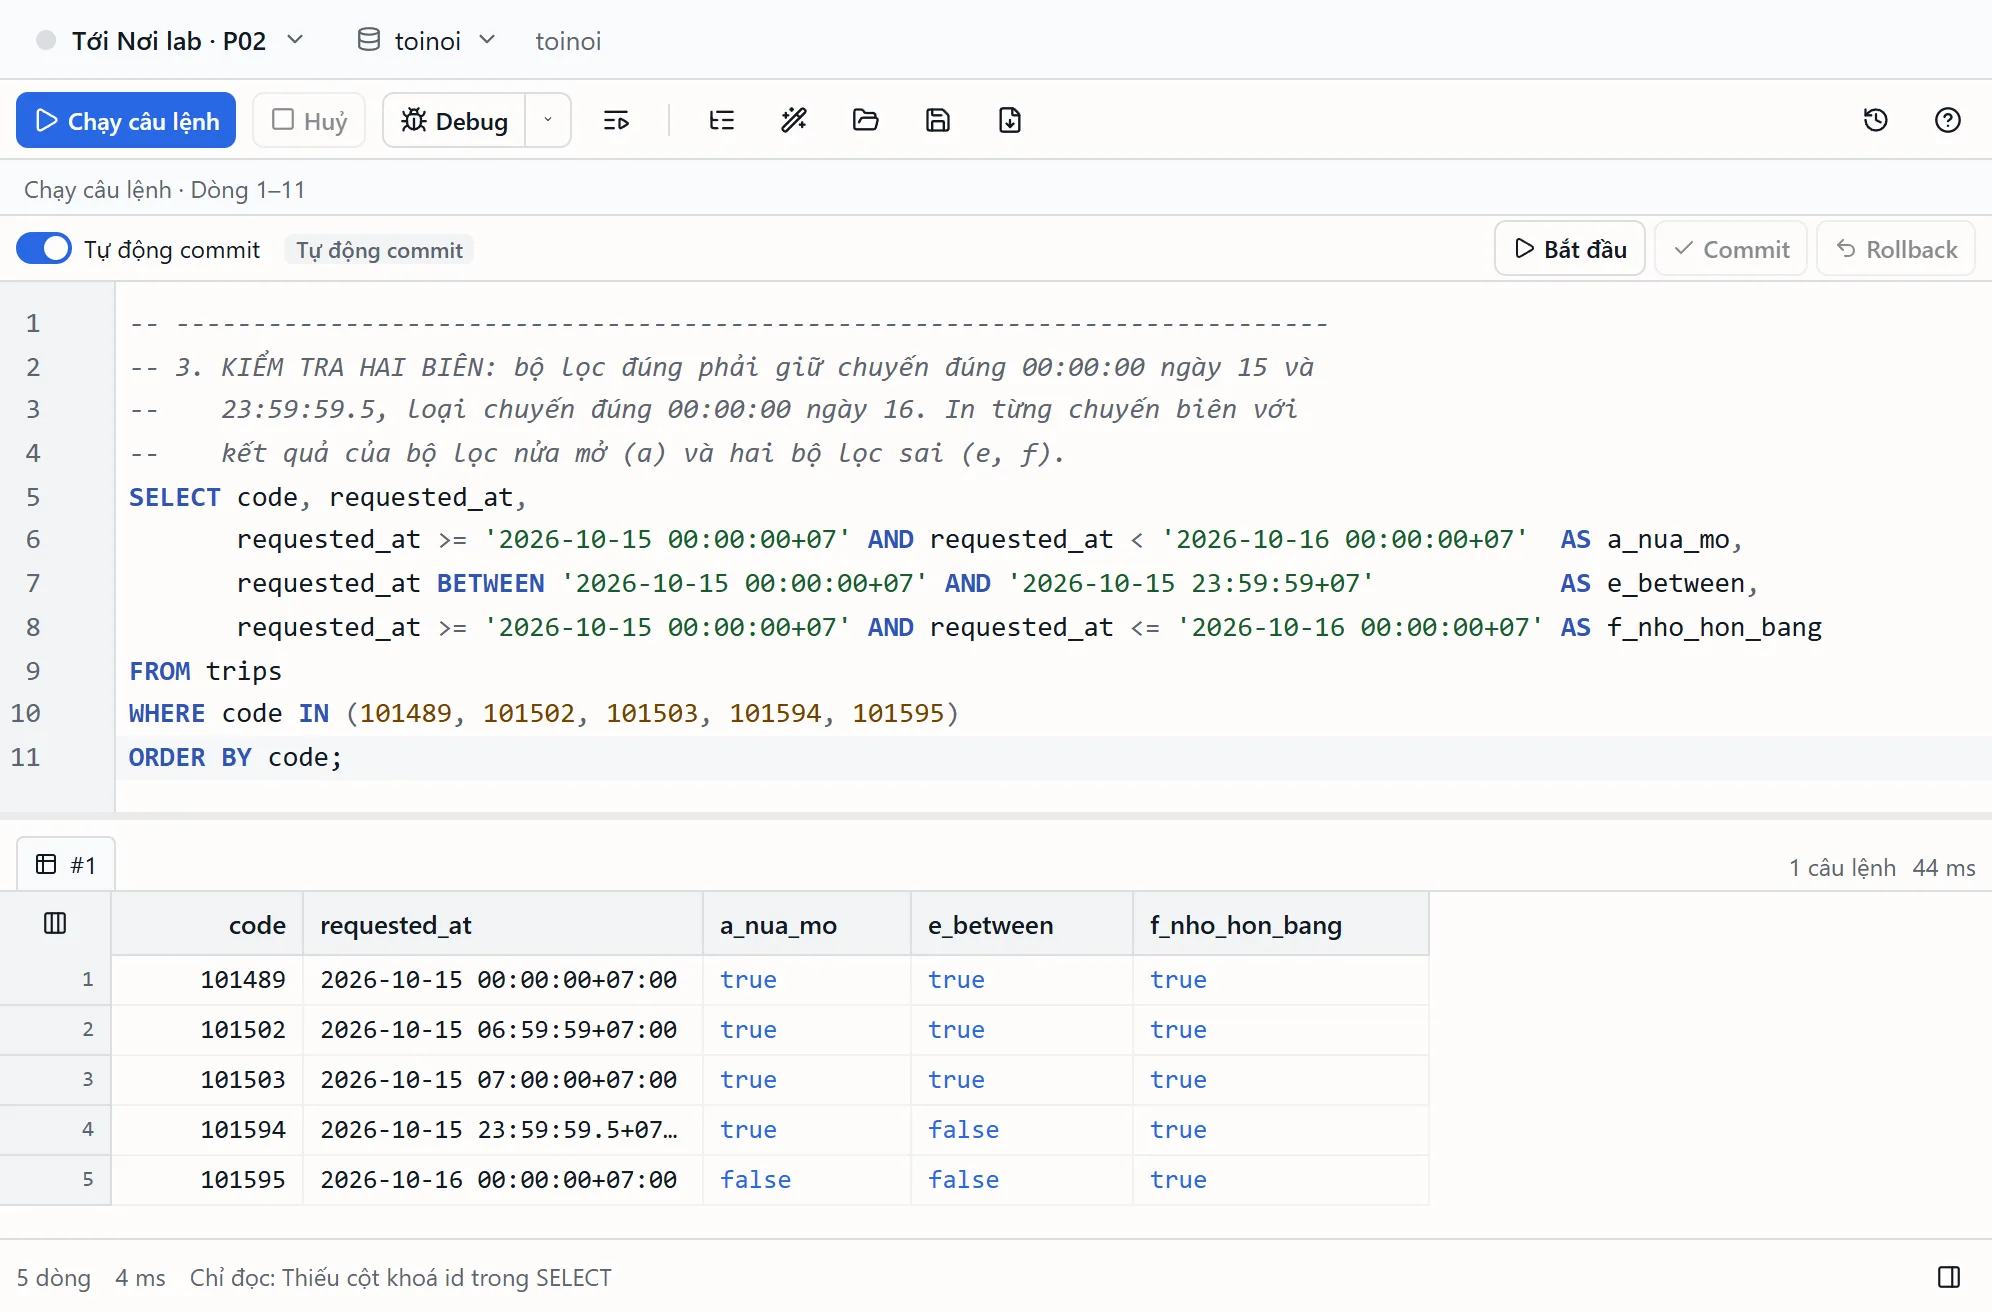 Tới Nơi lab · P02 toinoi toinoi
Chạy câu lệnh Huỷ Debug
Chạy câu lệnh · Dòng 1–11
Tự động commit Tự động commit Bắt đầu Commit Rollback
1 -- ---------------------------------------------------------------------------
2 -- 3. KIỂM TRA HAI BIÊN: bộ lọc đúng phải giữ chuyến đúng 00:00:00 ngày 15 và
3 --    23:59:59.5, loại chuyến đúng 00:00:00 ngày 16. In từng chuyến biên với
4 --    kết quả của bộ lọc nửa mở (a) và hai bộ lọc sai (e, f).
5 SELECT code, requested_at,
6        requested_at >= '2026-10-15 00:00:00+07' AND requested_at < '2026-10-16 00:00:00+07'  AS a_nua_mo,
7        requested_at BETWEEN '2026-10-15 00:00:00+07' AND '2026-10-15 23:59:59+07'            AS e_between,
8        requested_at >= '2026-10-15 00:00:00+07' AND requested_at <= '2026-10-16 00:00:00+07' AS f_nho_hon_bang
9 FROM trips
10 WHERE code IN (101489, 101502, 101503, 101594, 101595)
11 ORDER BY code;
#1 1 câu lệnh 44 ms
code requested_at a_nua_mo e_between f_nho_hon_bang
1 101489 2026-10-15 00:00:00+07:00 true true true
2 101502 2026-10-15 06:59:59+07:00 true true true
3 101503 2026-10-15 07:00:00+07:00 true true true
4 101594 2026-10-15 23:59:59.5+07… true false true
5 101595 2026-10-16 00:00:00+07:00 false false true
5 dòng 4 ms Chỉ đọc: Thiếu cột khoá id trong SELECT